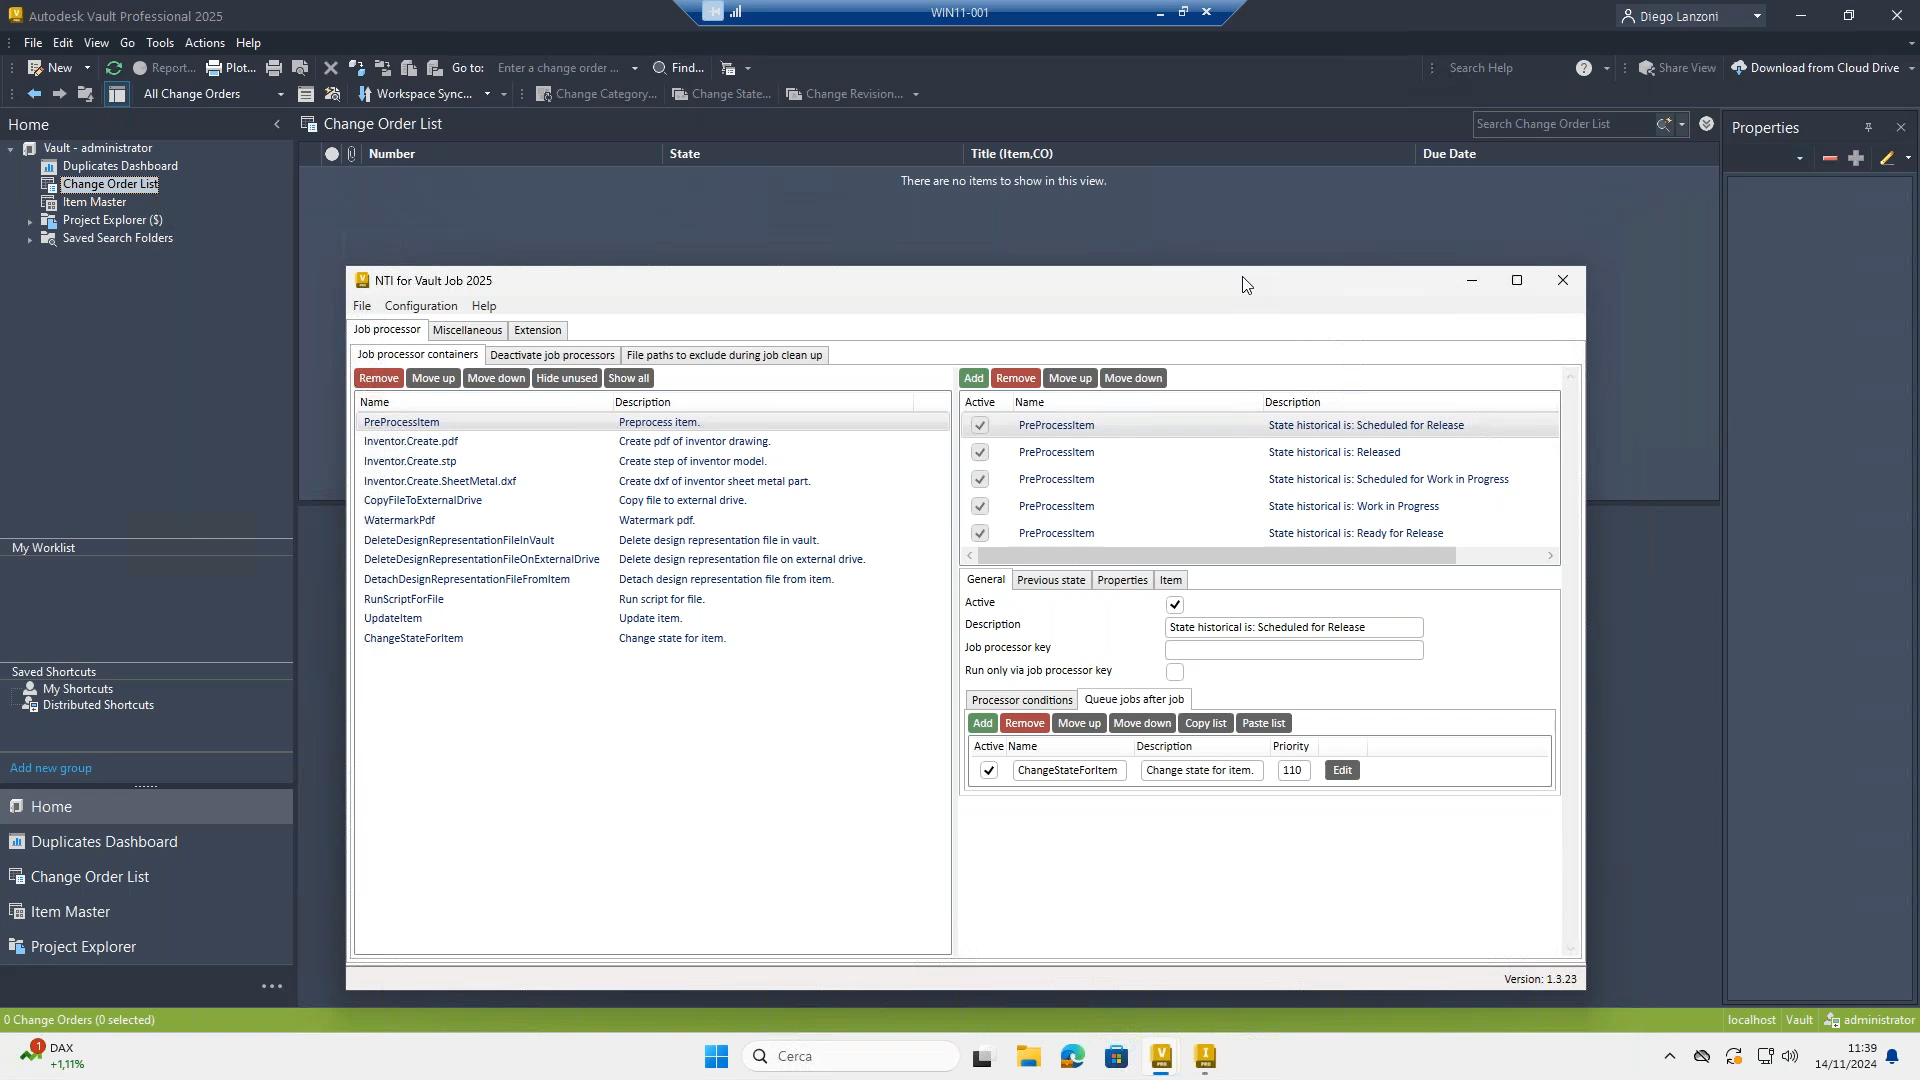 Autodesk Vault Professional 2025
WIN11-001
Diego Lanzoni
File Edit View Go Tools Actions Help
New Report... Plot... Go to: Enter a change order ... Find... Search Help Share View Download from Cloud Drive
All Change Orders Workspace Sync... Change Category... Change State... Change Revision...
Home
Change Order List
Search Change Order List
Properties
Vault - administrator
Duplicates Dashboard
Change Order List
Item Master
Project Explorer ($)
Saved Search Folders
Number State Title (Item,CO) Due Date
There are no items to show in this view.
NTI for Vault Job 2025
File Configuration Help
Job processor Miscellaneous Extension
Job processor containers Deactivate job processors File paths to exclude during job clean up
Remove Move up Move down Hide unused Show all
Name Description
PreProcessItem Preprocess item.
Inventor.Create.pdf Create pdf of inventor drawing.
Inventor.Create.stp Create step of inventor model.
Inventor.Create.SheetMetal.dxf Create dxf of inventor sheet metal part.
CopyFileToExternalDrive Copy file to external drive.
WatermarkPdf Watermark pdf.
DeleteDesignRepresentationFileInVault Delete design representation file in vault.
DeleteDesignRepresentationFileOnExternalDrive Delete design representation file on external drive.
DetachDesignRepresentationFileFromItem Detach design representation file from item.
RunScriptForFile Run script for file.
UpdateItem Update item.
ChangeStateForItem Change state for item.
Add Remove Move up Move down
Active Name Description
PreProcessItem State historical is: Scheduled for Release
PreProcessItem State historical is: Released
PreProcessItem State historical is: Scheduled for Work in Progress
PreProcessItem State historical is: Work in Progress
PreProcessItem State historical is: Ready for Release
General Previous state Properties Item
Active
Description State historical is: Scheduled for Release
Job processor key
Run only via job processor key
Processor conditions Queue jobs after job
Add Remove Move up Move down Copy list Paste list
Active Name Description Priority
ChangeStateForItem Change state for item. 110 Edit
Version: 1.3.23
My Worklist
Saved Shortcuts
My Shortcuts
Distributed Shortcuts
Add new group
Home
Duplicates Dashboard
Change Order List
Item Master
Project Explorer
0 Change Orders (0 selected)
localhost Vault administrator
1 DAX
+1,11%
Cerca
11:39
14/11/2024